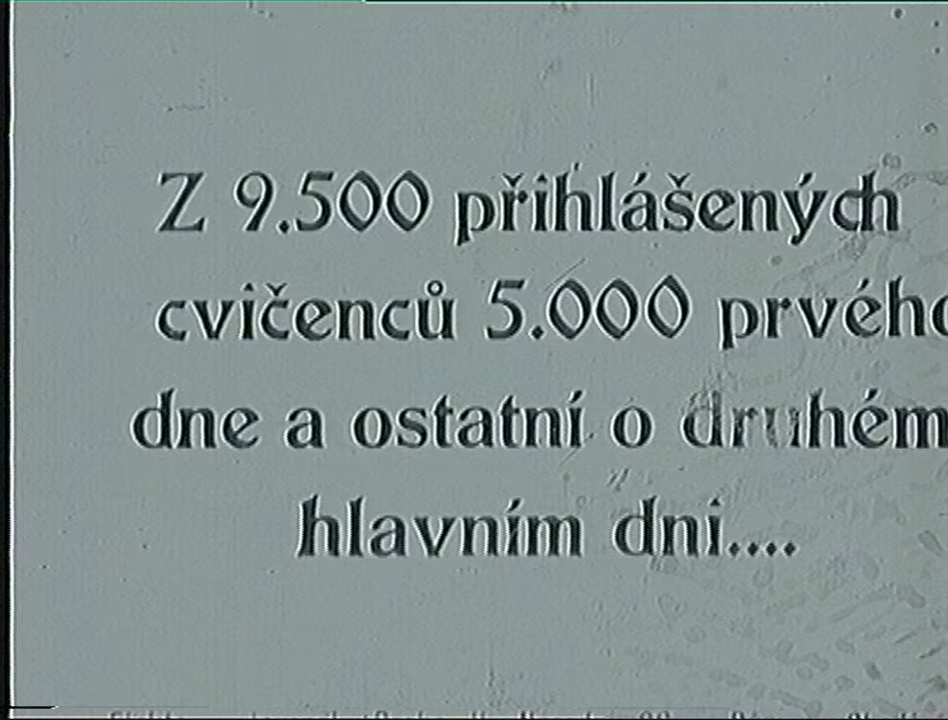 Z 9.500 přihlášených
cvičenců 5.000 prvého
dne a ostatní o druhém
hlavním dni....